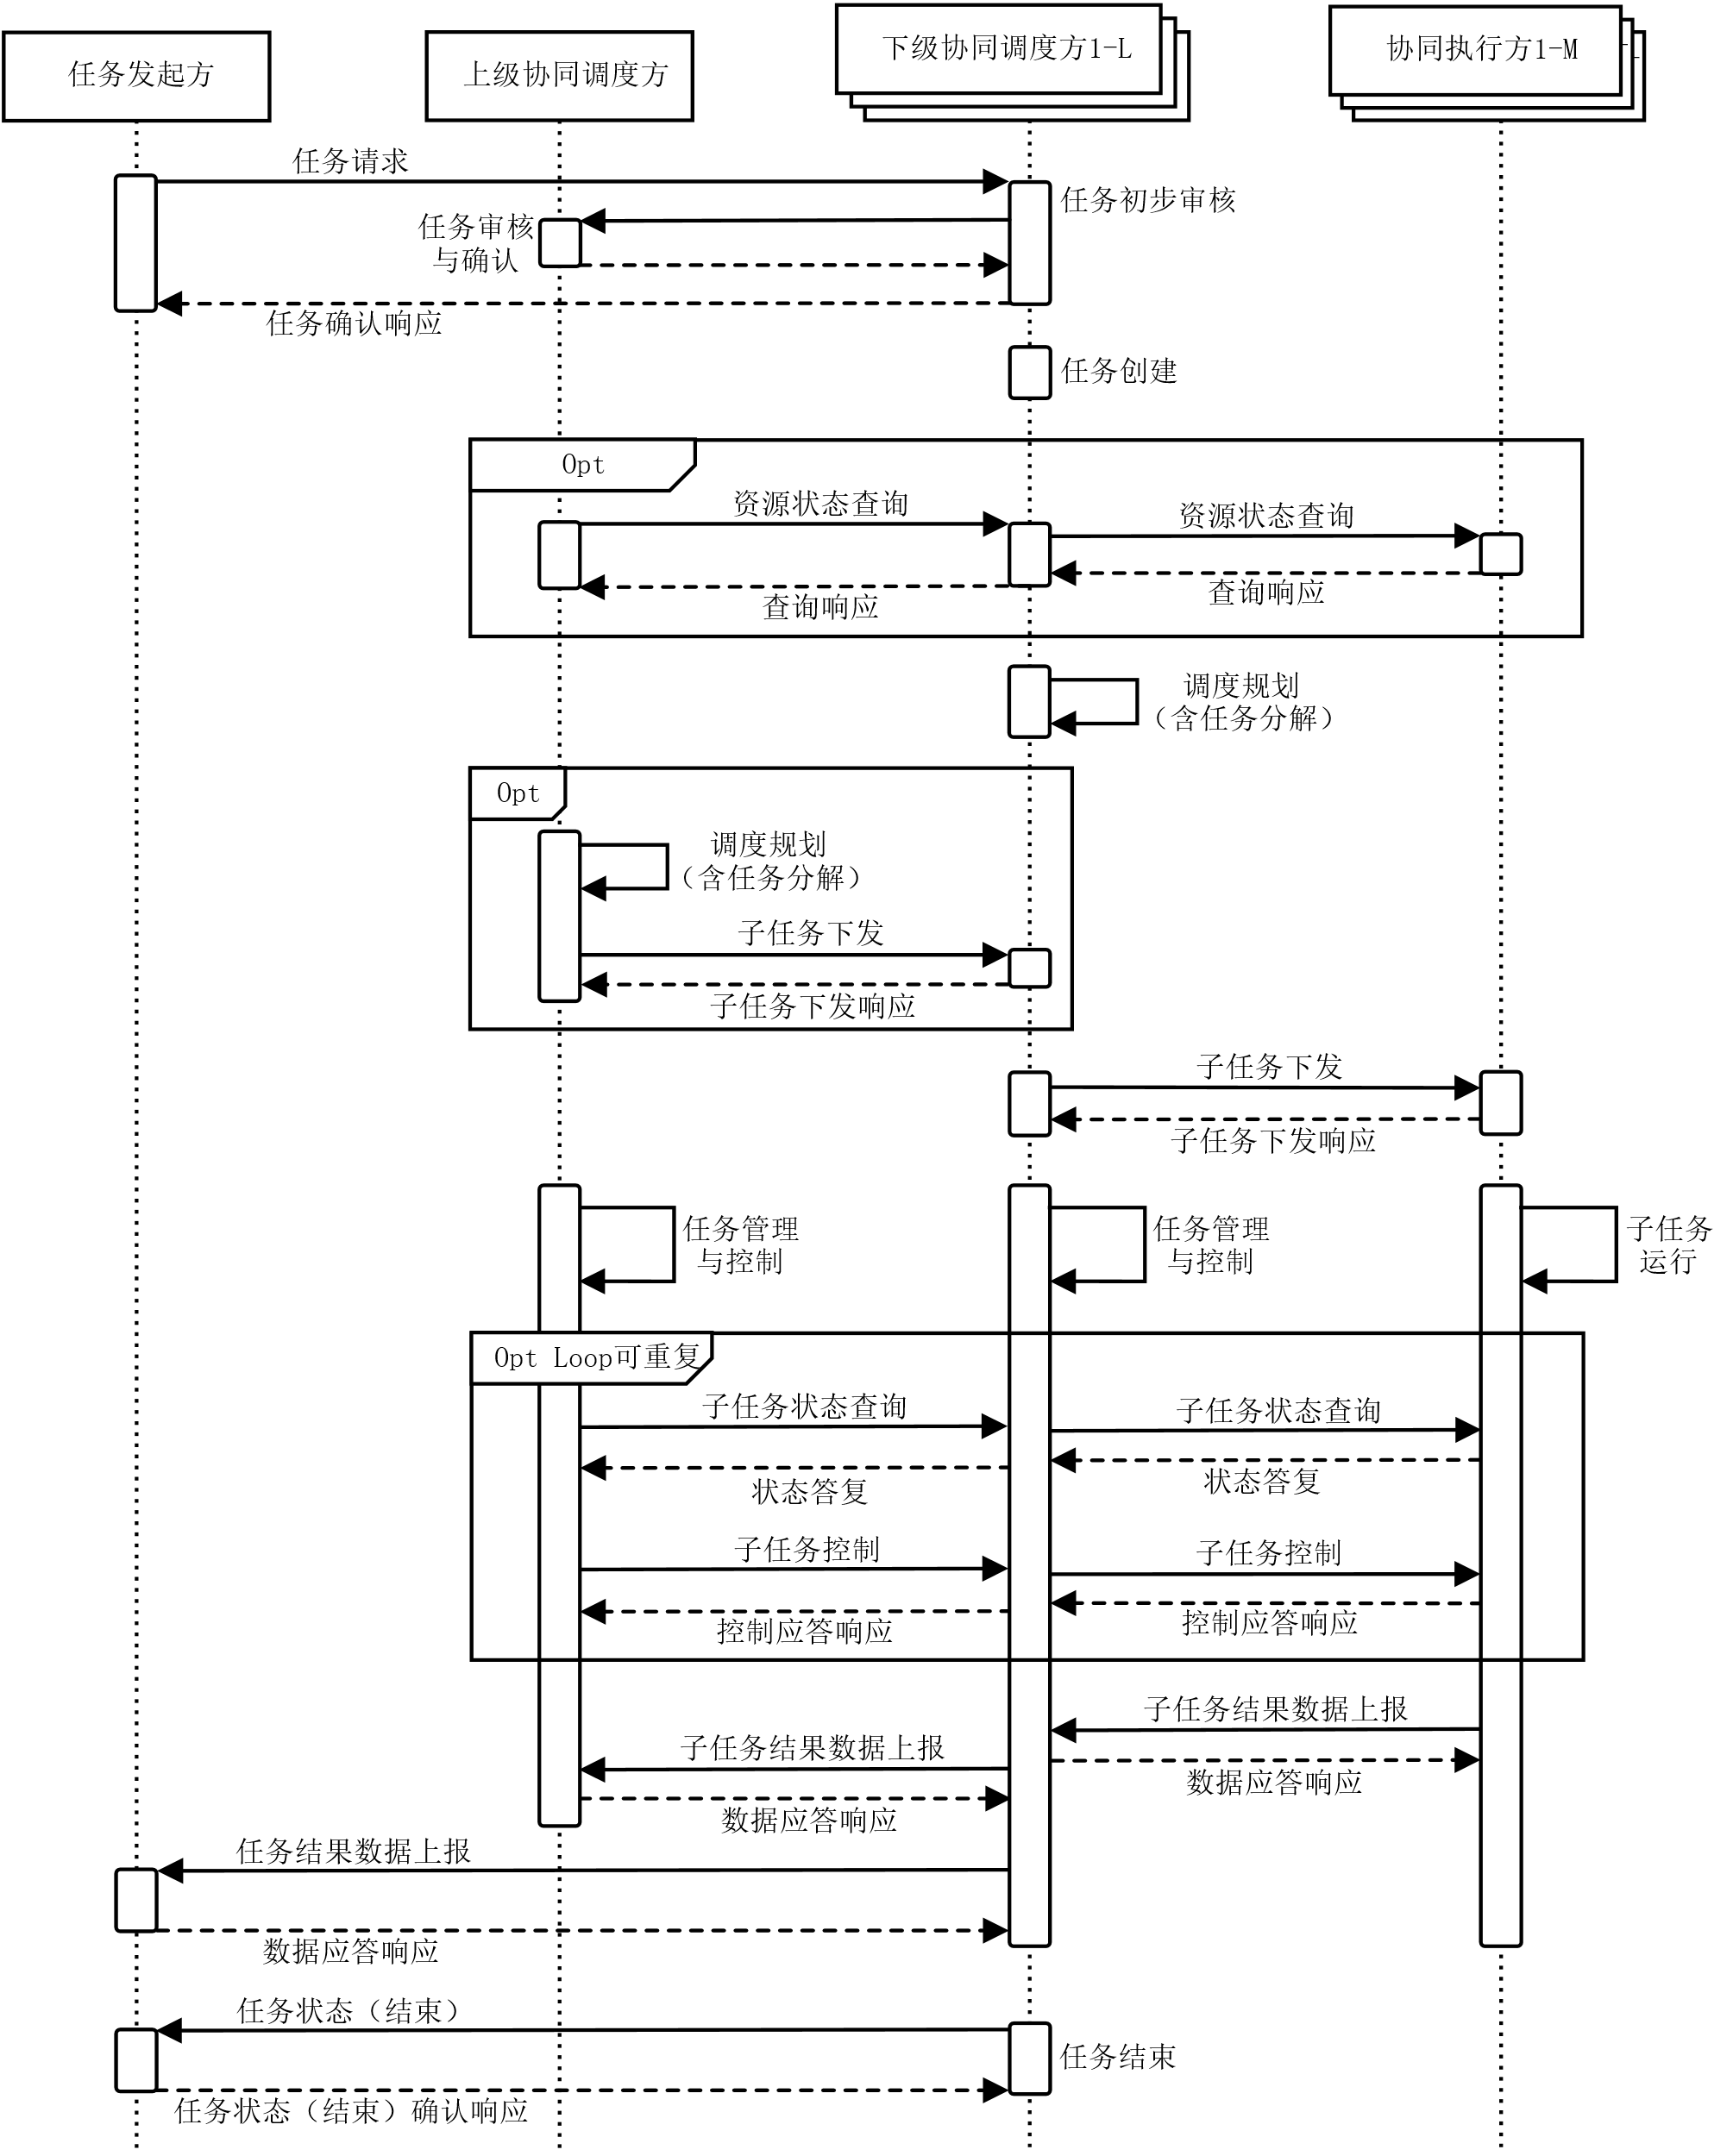 任务发起方
上级协同调度方
下级协同调度方1-L
协同执行方1-M
任务请求
任务初步审核
任务审核
与确认
任务确认响应
任务创建
Opt
资源状态查询
资源状态查询
查询响应
查询响应
调度规划
（含任务分解）
Opt
调度规划
（含任务分解）
子任务下发
子任务下发响应
子任务下发
子任务下发响应
任务管理
与控制
任务管理
与控制
子任务
运行
Opt Loop可重复
子任务状态查询
子任务状态查询
状态答复
状态答复
子任务控制
子任务控制
控制应答响应
控制应答响应
子任务结果数据上报
子任务结果数据上报
数据应答响应
数据应答响应
任务结果数据上报
数据应答响应
任务状态（结束）
任务结束
任务状态（结束）确认响应